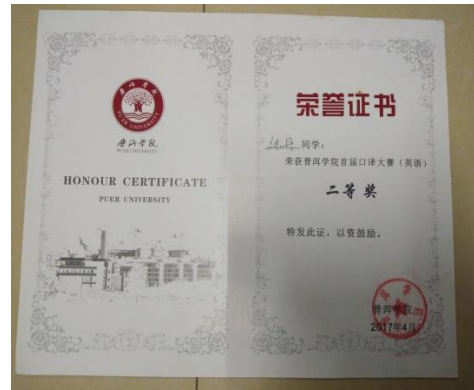 普洱学院
PUER UNIVERSITY
HONOUR CERTIFICATE
PUER UNIVERSITY
荣誉证书
同学:
荣获普洱学院首届口译大赛(英语)
二等奖
特发此证,以资鼓励。
普洱学院
2017年4月